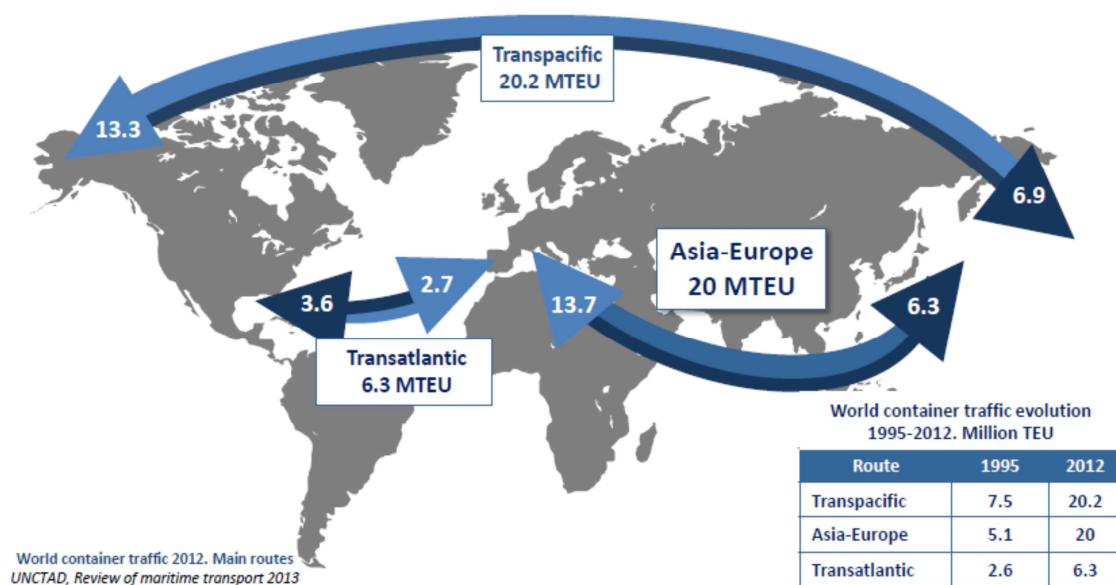 Transpacific
20.2 MTEU
13.3
6.9
Asia-Europe
20 MTEU
2.7
3.6
13.7
6.3
Transatlantic
6.3 MTEU
World container traffic evolution
1995-2012. Million TEU
Route 1995 2012
Transpacific 7.5 20.2
Asia-Europe 5.1 20
Transatlantic 2.6 6.3
World container traffic 2012. Main routes
UNCTAD, Review of maritime transport 2013